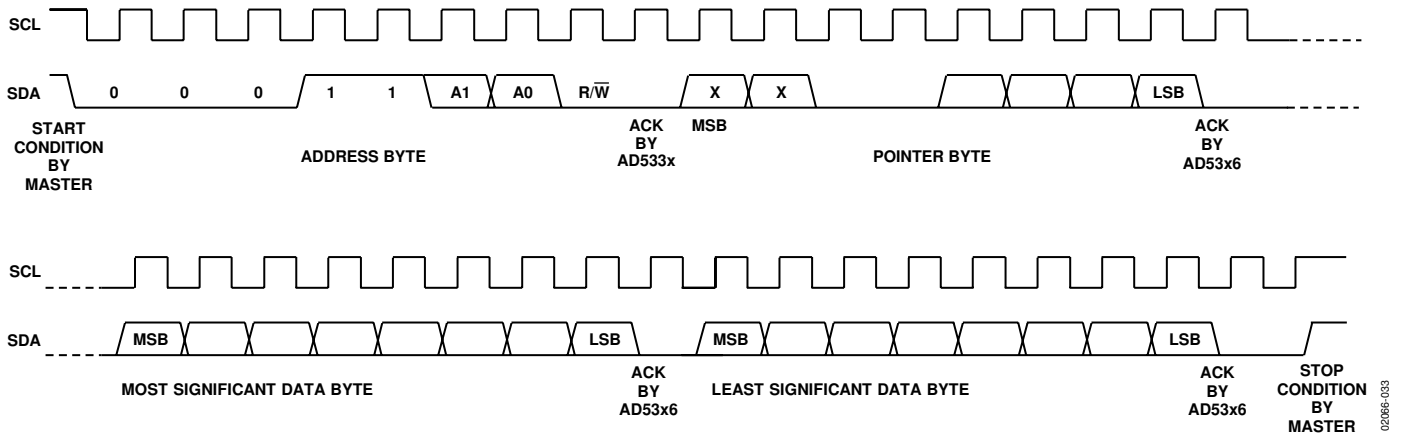 SCL
SDA 0 0 0 1 1 A1 A0 R/W̅ X X LSB
START
CONDITION
BY
MASTER
ADDRESS BYTE
ACK
BY
AD533x
MSB
POINTER BYTE
ACK
BY
AD53x6
SCL
SDA MSB LSB MSB LSB
MOST SIGNIFICANT DATA BYTE
ACK
BY
AD53x6
LEAST SIGNIFICANT DATA BYTE
ACK
BY
AD53x6
STOP
CONDITION
BY
MASTER
02066-033